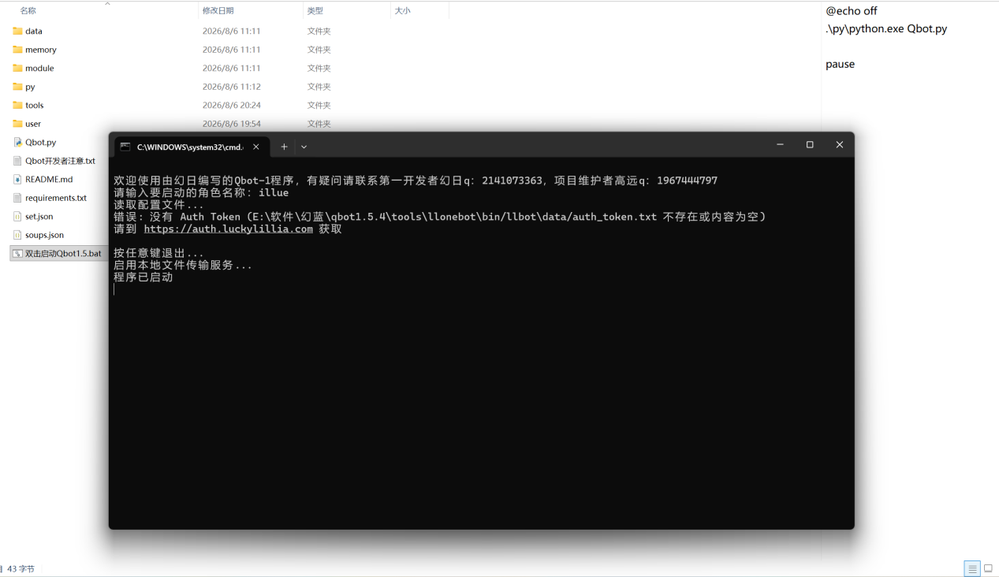 名称 修改日期 类型 大小
data 2026/8/6 11:11 文件夹
memory 2026/8/6 11:11 文件夹
module 2026/8/6 11:11 文件夹
py 2026/8/6 11:12 文件夹
tools 2026/8/6 20:24 文件夹
user 2026/8/6 19:54 文件夹
Qbot.py
Qbot开发者注意.txt
README.md
requirements.txt
set.json
soups.json
双击启动Qbot1.5.bat
@echo off
.\py\python.exe Qbot.py
pause
C:\WINDOWS\system32\cmd.
欢迎使用由幻日编写的Qbot-1程序，有疑问请联系第一开发者幻日q: 2141073363，项目维护者高远q: 1967444797
请输入要启动的角色名称: illue
读取配置文件...
错误: 没有 Auth Token (E:\软件\幻蓝\qbot1.5.4\tools\llonebot\bin/llbot\data/auth_token.txt 不存在或内容为空)
请到 https://auth.luckylillia.com 获取
按任意键退出...
启用本地文件传输服务...
程序已启动
43 字节